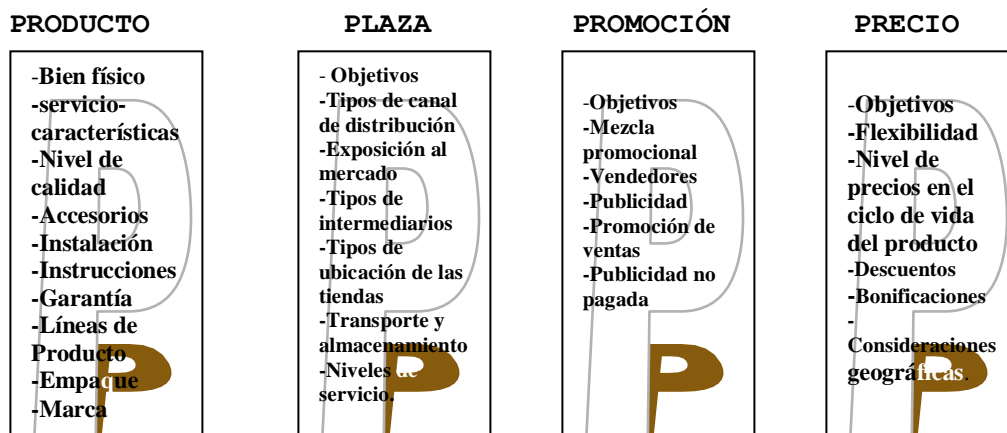 PRODUCTO
-Bien físico
-servicio-
características
-Nivel de
calidad
-Accesorios
-Instalación
-Instrucciones
-Garantía
-Líneas de
Producto
-Empaque
-Marca
PLAZA
- Objetivos
-Tipos de canal
de distribución
-Exposición al
mercado
-Tipos de
intermediarios
-Tipos de
ubicación de las
tiendas
-Transporte y
almacenamiento
-Niveles de
servicio.
PROMOCIÓN
-Objetivos
-Mezcla
promocional
-Vendedores
-Publicidad
-Promoción de
ventas
-Publicidad no
pagada
PRECIO
-Objetivos
-Flexibilidad
-Nivel de
precios en el
ciclo de vida
del producto
-Descuentos
-Bonificaciones
-
Consideraciones
geográficas.